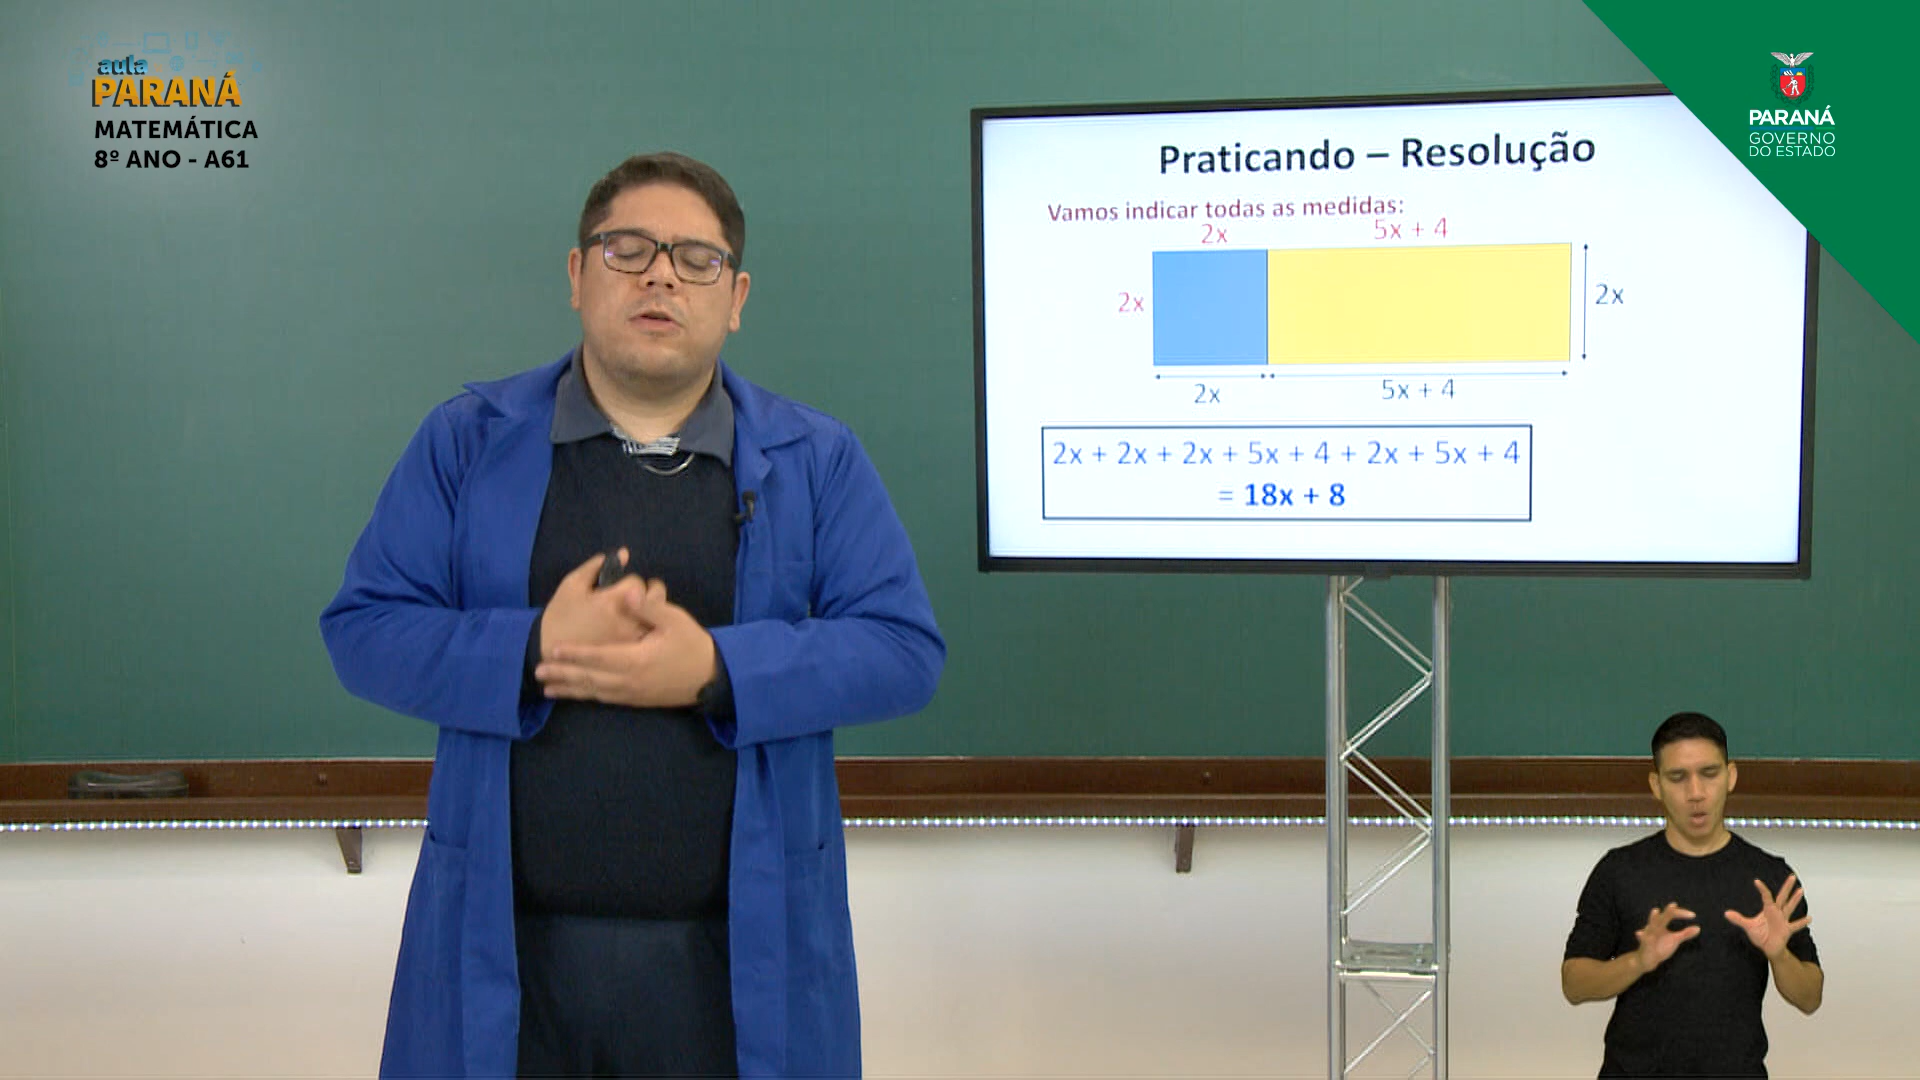 aula
PARANÁ
MATEMÁTICA
8º ANO - A61
PARANÁ
GOVERNO
DO ESTADO
Praticando – Resolução
Vamos indicar todas as medidas:
2x 5x + 4
2x 2x
2x 5x + 4
2x + 2x + 2x + 5x + 4 + 2x + 5x + 4
= 18x + 8